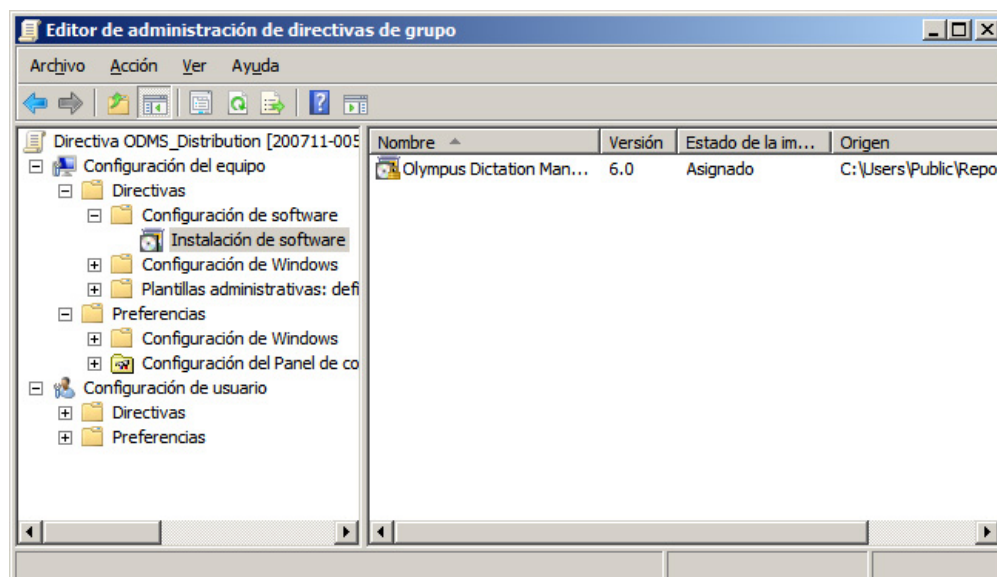 Editor de administración de directivas de grupo
Archivo Acción Ver Ayuda
Directiva ODMS_Distribution [200711-005
Configuración del equipo
Directivas
Configuración de software
Instalación de software
Configuración de Windows
Plantillas administrativas: defi
Preferencias
Configuración de Windows
Configuración del Panel de co
Configuración de usuario
Directivas
Preferencias
Nombre Versión Estado de la im... Origen
Olympus Dictation Man... 6.0 Asignado C:\Users\Public\Repo